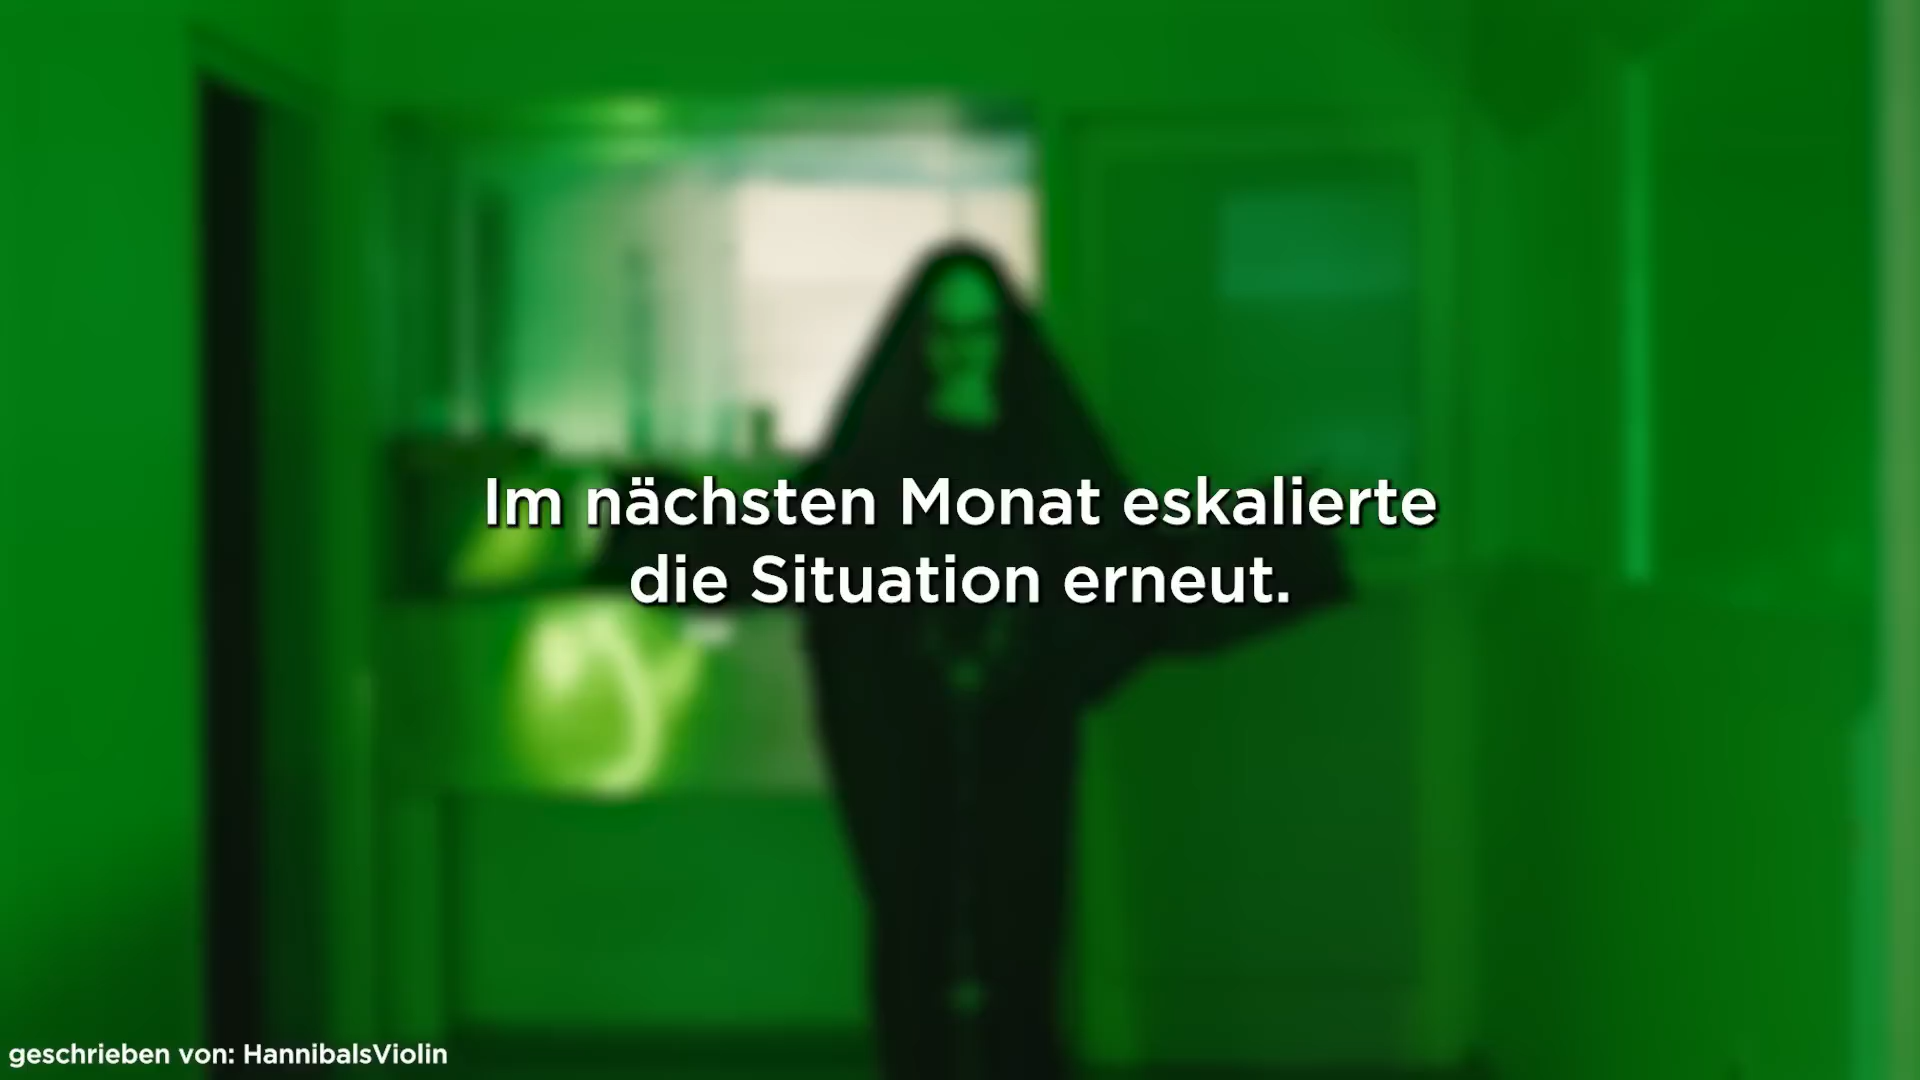 Im nächsten Monat eskalierte
die Situation erneut.
geschrieben von: HannibalsViolin